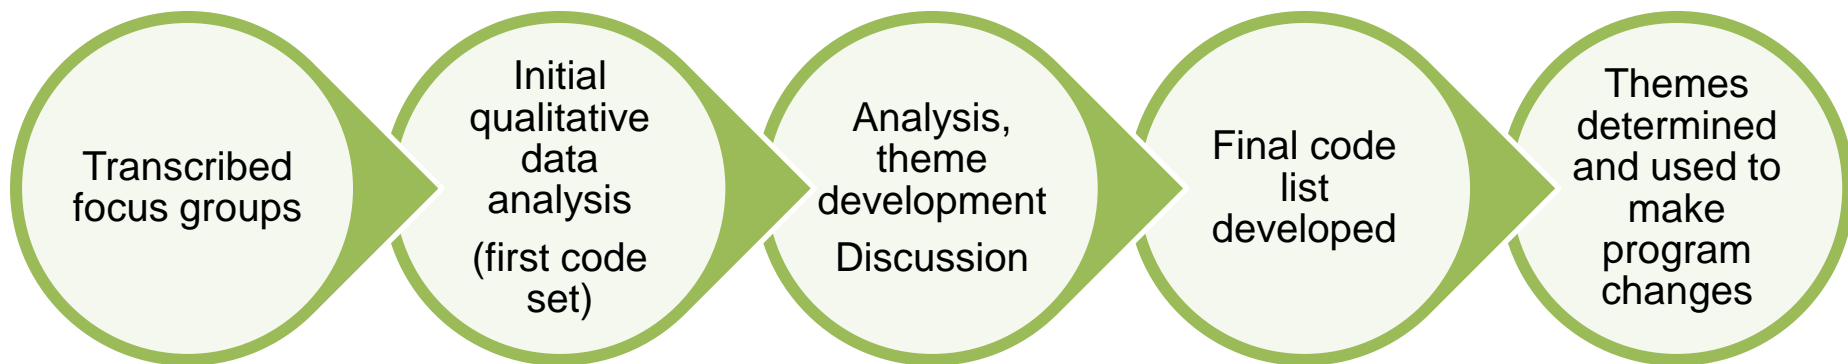 Transcribed
focus groups
Initial
qualitative
data
analysis
(first code
set)
Analysis,
theme
development
Discussion
Final code
list
developed
Themes
determined
and used to
make
program
changes